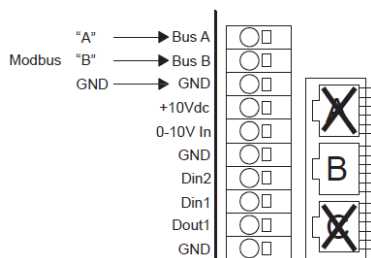 "A" Bus A
Modbus "B" Bus B
GND GND
+10Vdc
0-10V In
GND
Din2
Din1
Dout1
GND
A
B
C